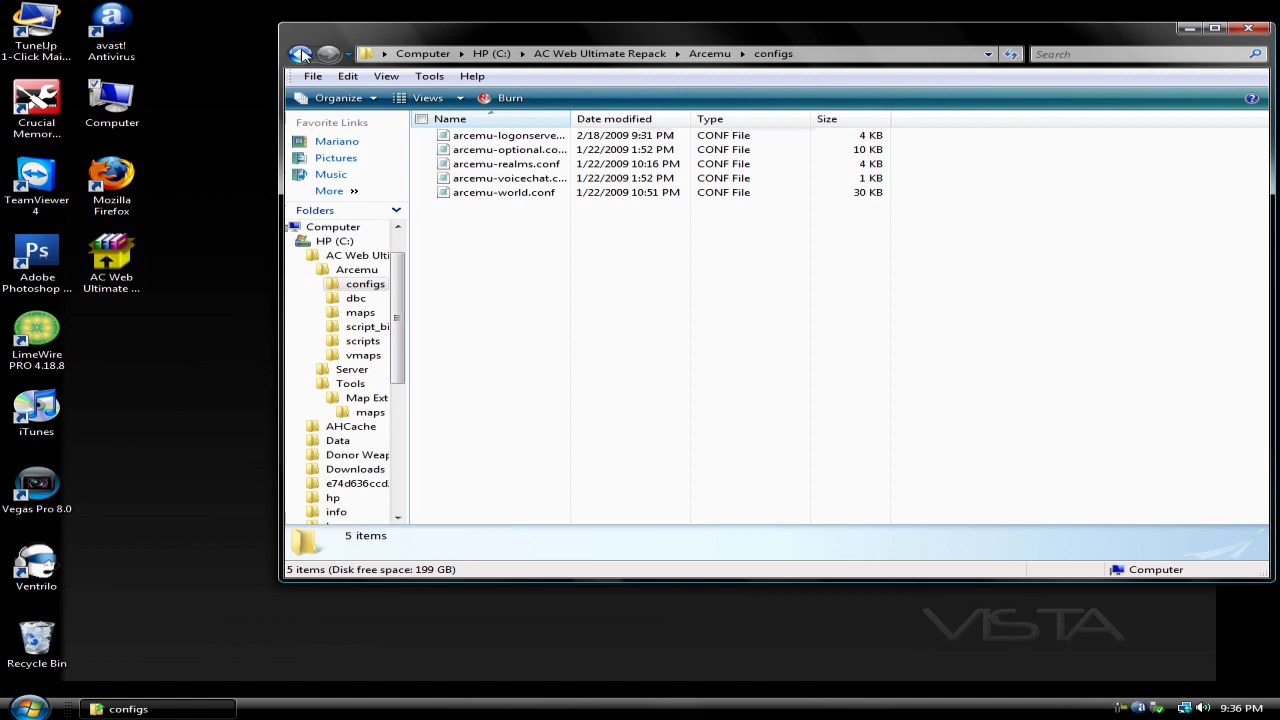 TuneUp
1-Click Mai...
avast!
Antivirus
Crucial
Memor...
Computer
TeamViewer
4
Mozilla
Firefox
Adobe
Photoshop ...
AC Web
Ultimate ...
LimeWire
PRO 4.18.8
iTunes
Vegas Pro 8.0
Ventrilo
Recycle Bin
Computer HP (C:) AC Web Ultimate Repack Arcemu configs
Search
File Edit View Tools Help
Organize Views Burn
Favorite Links
Mariano
Pictures
Music
More »
Folders
Computer
HP (C:)
AC Web Ulti
Arcemu
configs
dbc
maps
script_bi
scripts
vmaps
Server
Tools
Map Ext
maps
AHCache
Data
Donor Weap
Downloads
e74d636ccd.
hp
info
Name Date modified Type Size
arcemu-logonserve... 2/18/2009 9:31 PM CONF File 4 KB
arcemu-optional.co... 1/22/2009 1:52 PM CONF File 10 KB
arcemu-realms.conf 1/22/2009 10:16 PM CONF File 4 KB
arcemu-voicechat.c... 1/22/2009 1:52 PM CONF File 1 KB
arcemu-world.conf 1/22/2009 10:51 PM CONF File 30 KB
5 items
5 items (Disk free space: 199 GB)
Computer
VISTA
configs
9:36 PM